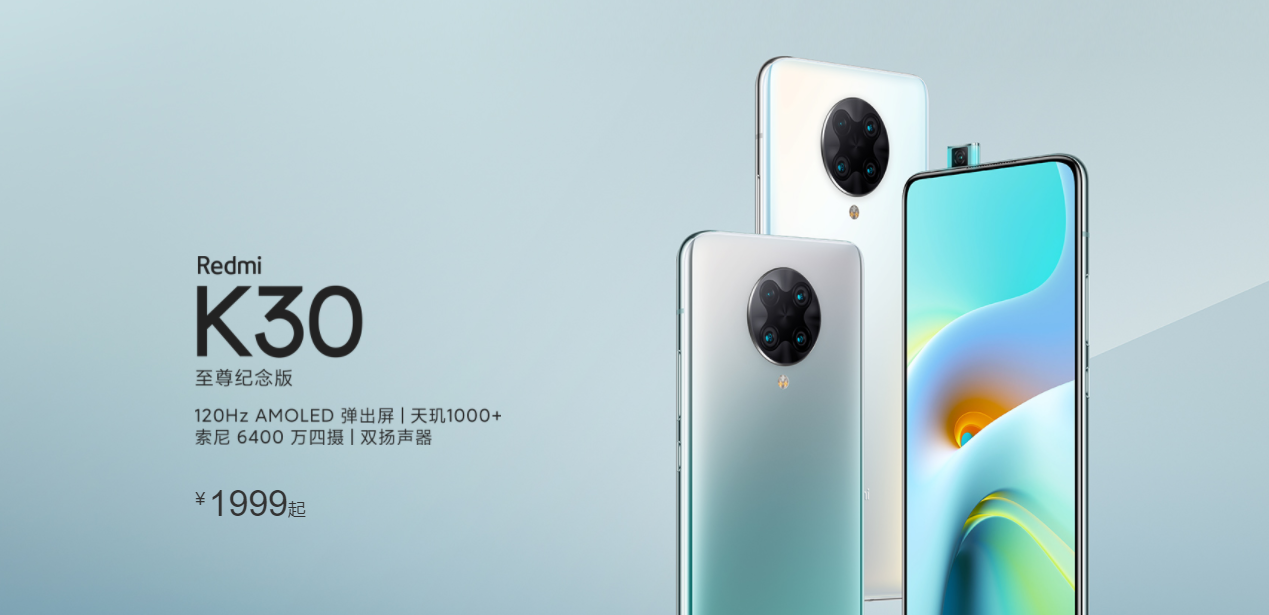 Redmi
K30
至尊纪念版
120Hz AMOLED 弹出屏 | 天玑1000+
索尼 6400 万四摄 | 双扬声器
¥ 1999起